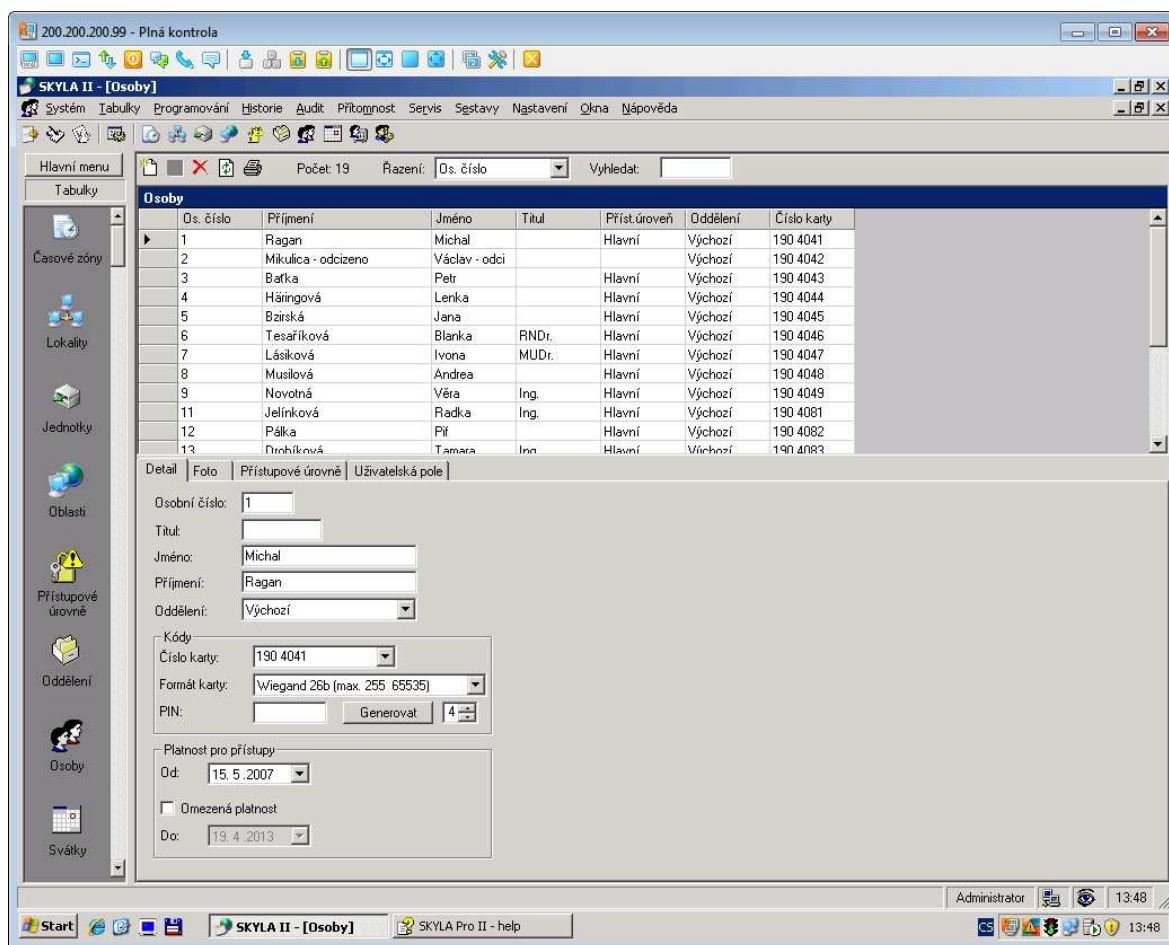 200.200.200.99 - Plná kontrola
SKYLA II - [Osoby]
Systém Tabulky Programování Historie Audit Přítomnost Servis Sestavy Nastavení Okna Nápověda
Hlavní menu
Tabulky
Počet: 19 Řazení: Os. číslo Vyhledat:
Osoby
Os. číslo Příjmení Jméno Titul Příst.úroveň Oddělení Číslo karty
1 Ragan Michal Hlavní Výchozí 190 4041
2 Mikulica - odcizeno Václav - odci Výchozí 190 4042
3 Baťka Petr Hlavní Výchozí 190 4043
4 Häringová Lenka Hlavní Výchozí 190 4044
5 Bzirská Jana Hlavní Výchozí 190 4045
6 Tesaříková Blanka RNDr. Hlavní Výchozí 190 4046
7 Lásiková Ivona MUDr. Hlavní Výchozí 190 4047
8 Musilová Andrea Hlavní Výchozí 190 4048
9 Novotná Věra Ing. Hlavní Výchozí 190 4049
11 Jelínková Radka Ing. Hlavní Výchozí 190 4081
12 Pálka Pif Hlavní Výchozí 190 4082
13 Drobíková Tamara Ing. Hlavní Výchozí 190 4083
Časové zóny
Lokality
Jednotky
Oblasti
Přístupové
úrovně
Oddělení
Osoby
Svátky
Detail Foto Přístupové úrovně Uživatelská pole
Osobní číslo: 1
Titul:
Jméno: Michal
Příjmení: Ragan
Oddělení: Výchozí
Kódy
Číslo karty: 190 4041
Formát karty: Wiegand 26b (max. 255 65535)
PIN: Generovat 4
Platnost pro přístupy
Od: 15. 5 .2007
Omezená platnost
Do: 19. 4 .2013
Administrator 13:48
Start SKYLA II - [Osoby] SKYLA Pro II - help CS 13:48